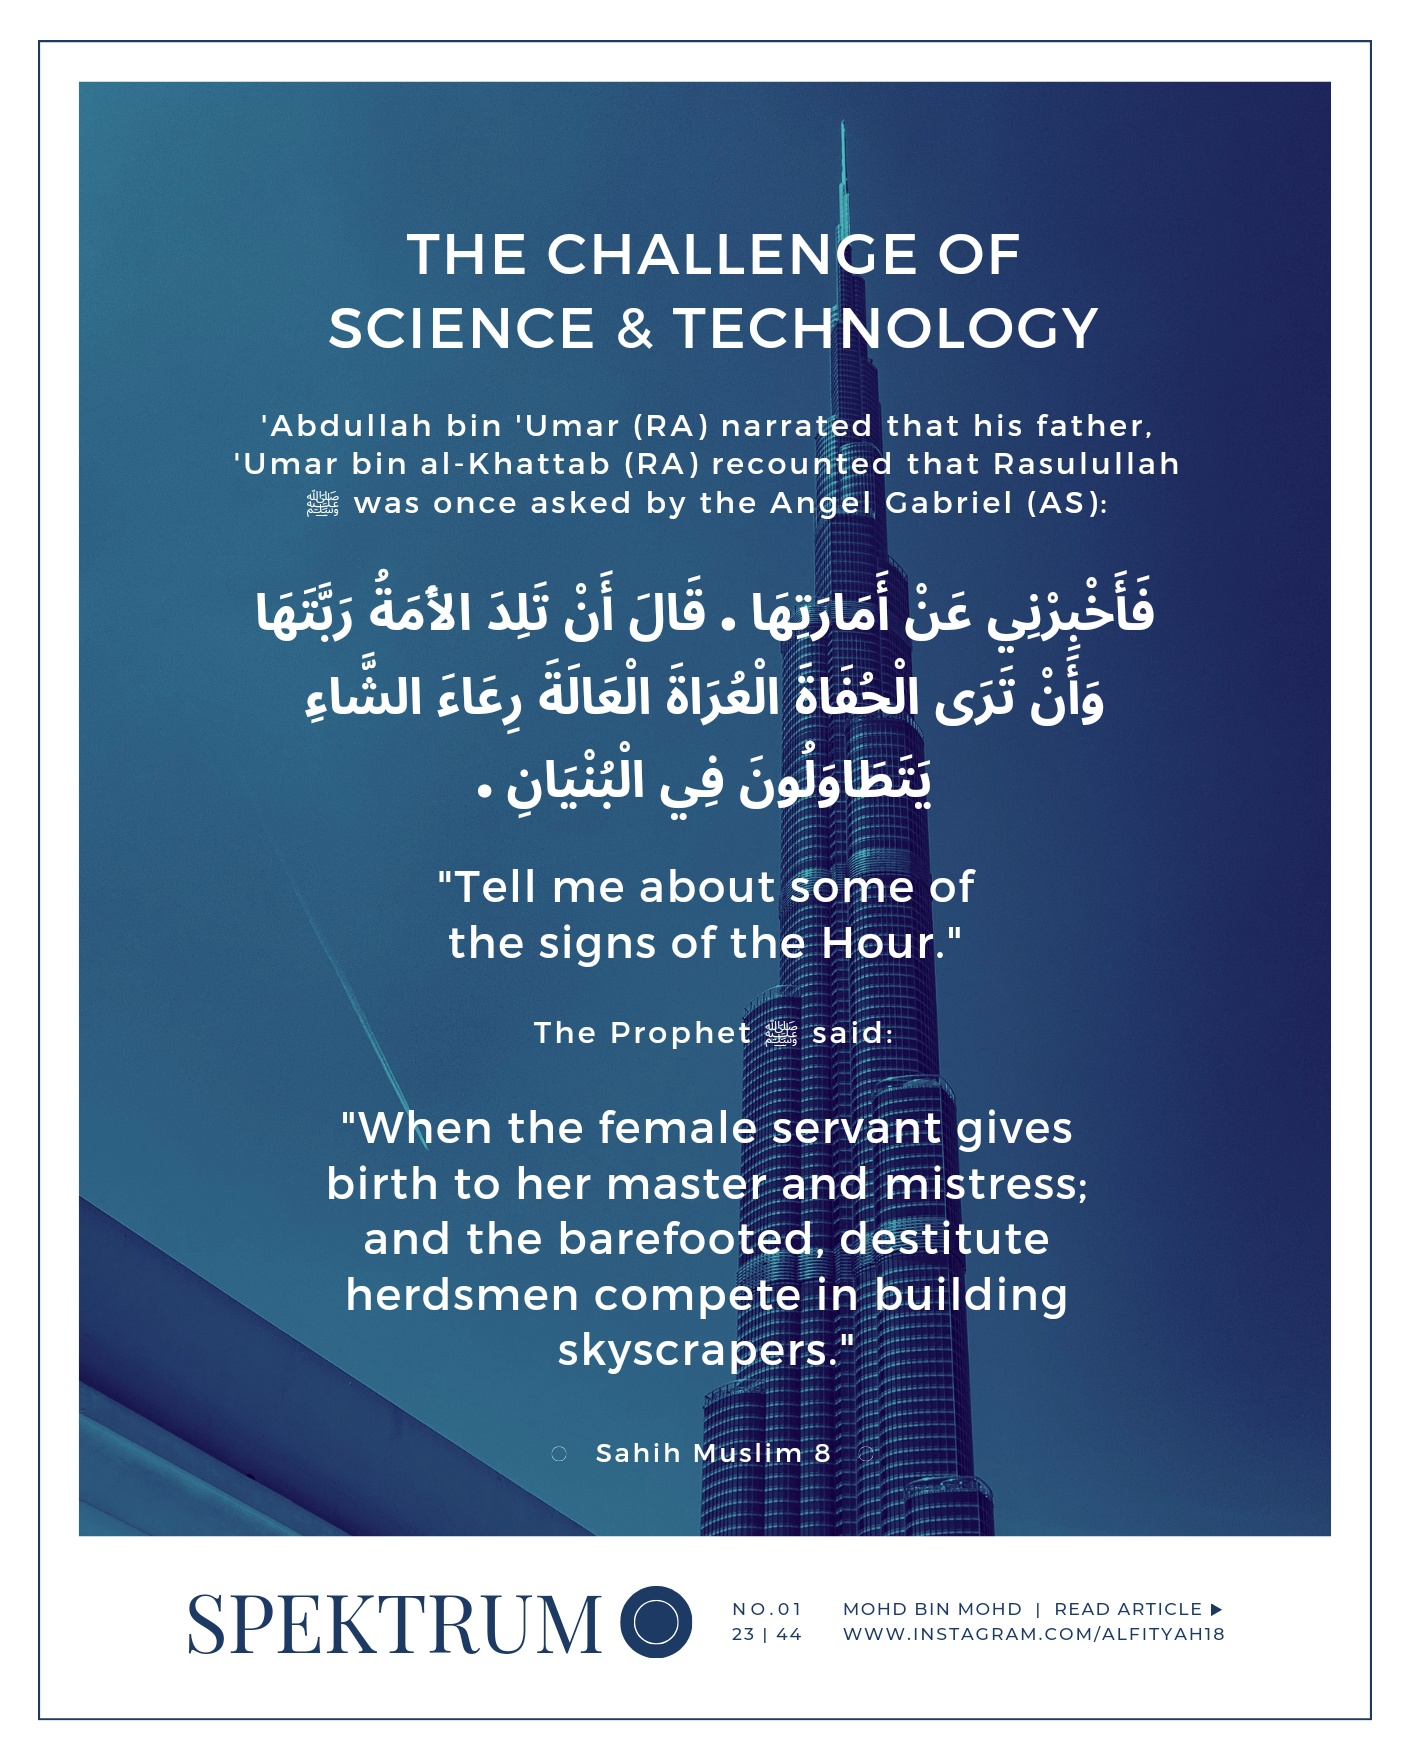 THE CHALLENGE OF
SCIENCE & TECHNOLOGY
'Abdullah bin 'Umar (RA) narrated that his father,
'Umar bin al-Khattab (RA) recounted that Rasulullah
ﷺ was once asked by the Angel Gabriel (AS):
فَأَخْبِرْنِي عَنْ أَمَارَتِهَا . قَالَ أَنْ تَلِدَ الأَمَةُ رَبَّتَهَا
وَأَنْ تَرَى الْحُفَاةَ الْعُرَاةَ الْعَالَةَ رِعَاءَ الشَّاءِ
يَتَطَاوَلُونَ فِي الْبُنْيَانِ .
"Tell me about some of
the signs of the Hour."
The Prophet ﷺ said:
"When the female servant gives
birth to her master and mistress;
and the barefooted, destitute
herdsmen compete in building
skyscrapers."
Sahih Muslim 8
SPEKTRUM
NO.01
23 | 44
MOHD BIN MOHD | READ ARTICLE ▶
WWW.INSTAGRAM.COM/ALFITYAH18